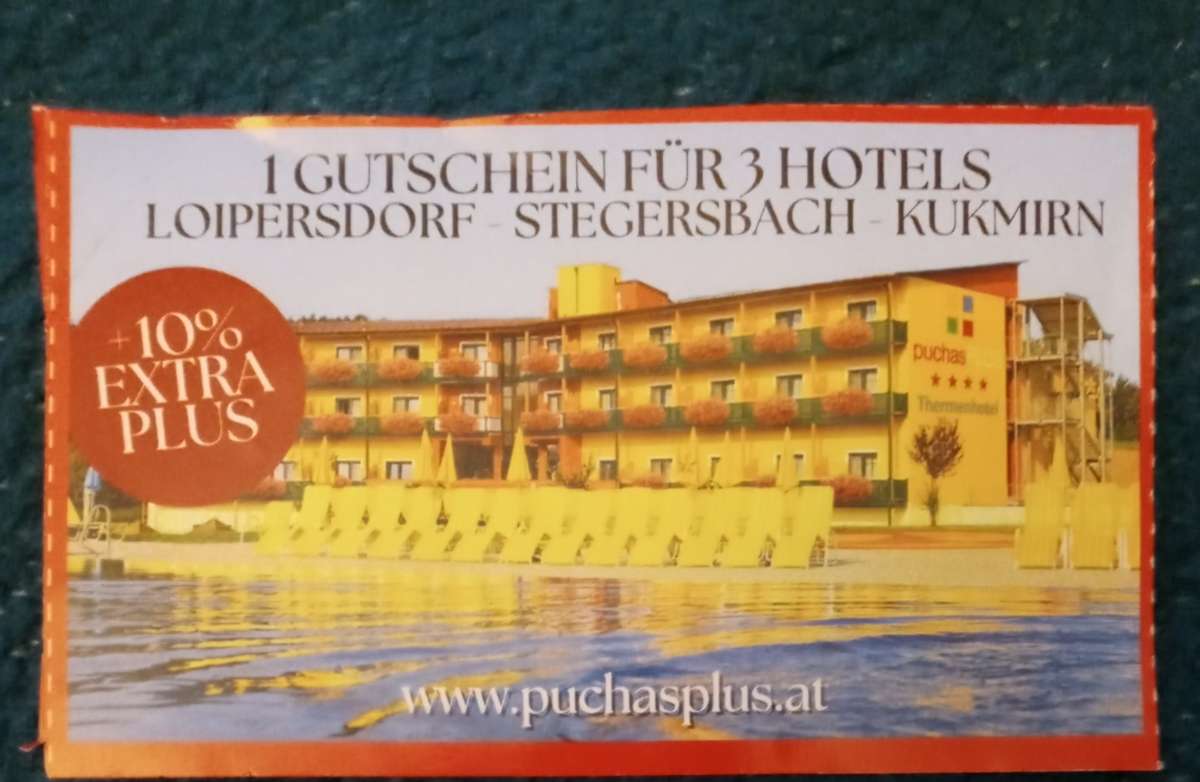 1 GUTSCHEIN FÜR 3 HOTELS
LOIPERSDORF - STEGERSBACH - KUKMIRN
+10%
EXTRA
PLUS
puchas
★ ★ ★ ★
Thermenhotel
www.puchasplus.at